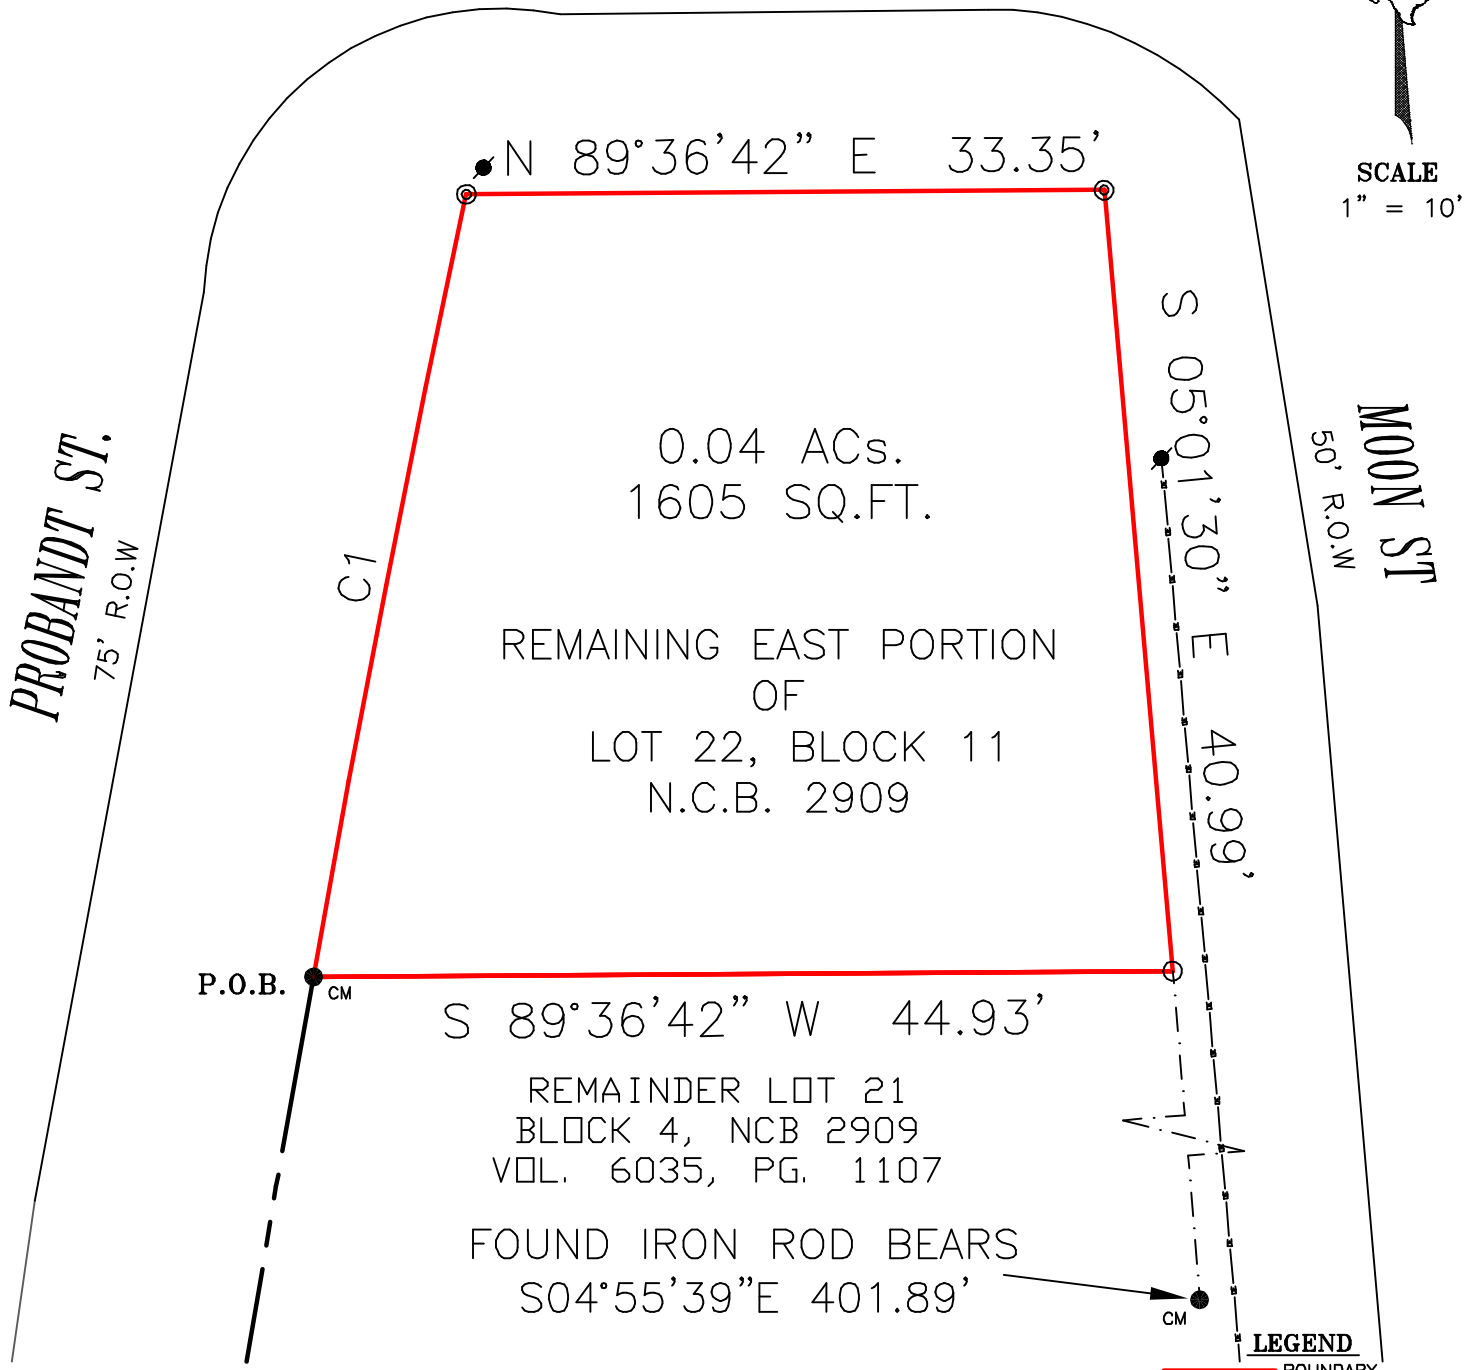 SCALE
1" = 10'
N 89°36'42" E 33.35'
S 05°01'30" E 40.99'
0.04 ACs.
1605 SQ.FT.
PROBANDT ST.
75' R.O.W
C1
MOON ST
50' R.O.W
REMAINING EAST PORTION
OF
LOT 22, BLOCK 11
N.C.B. 2909
P.O.B.
CM
S 89°36'42" W 44.93'
REMAINDER LOT 21
BLOCK 4, NCB 2909
VOL. 6035, PG. 1107
FOUND IRON ROD BEARS
S04°55'39"E 401.89'
CM
LEGEND
BOUNDARY